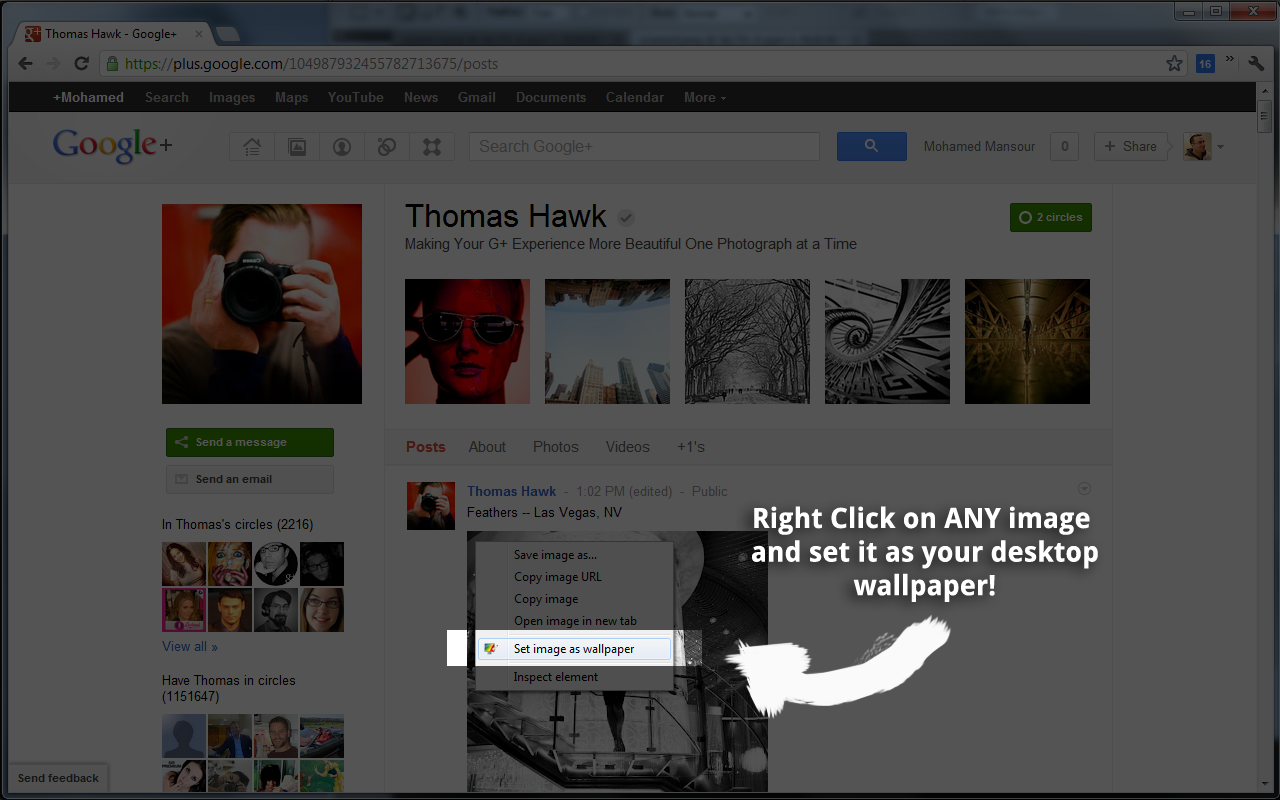 Thomas Hawk - Google+
https://plus.google.com/104987932455782713675/posts
16
+Mohamed Search Images Maps YouTube News Gmail Documents Calendar More
Google+
Search Google+
Mohamed Mansour
0
+ Share
Thomas Hawk
2 circles
Making Your G+ Experience More Beautiful One Photograph at a Time
Send a message
Send an email
Posts About Photos Videos +1's
Thomas Hawk - 1:02 PM (edited) - Public
Feathers -- Las Vegas, NV
In Thomas's circles (2216)
View all »
Have Thomas in circles
(1151647)
Save image as...
Copy image URL
Copy image
Open image in new tab
Set image as wallpaper
Inspect element
Right Click on ANY image
and set it as your desktop
wallpaper!
Send feedback